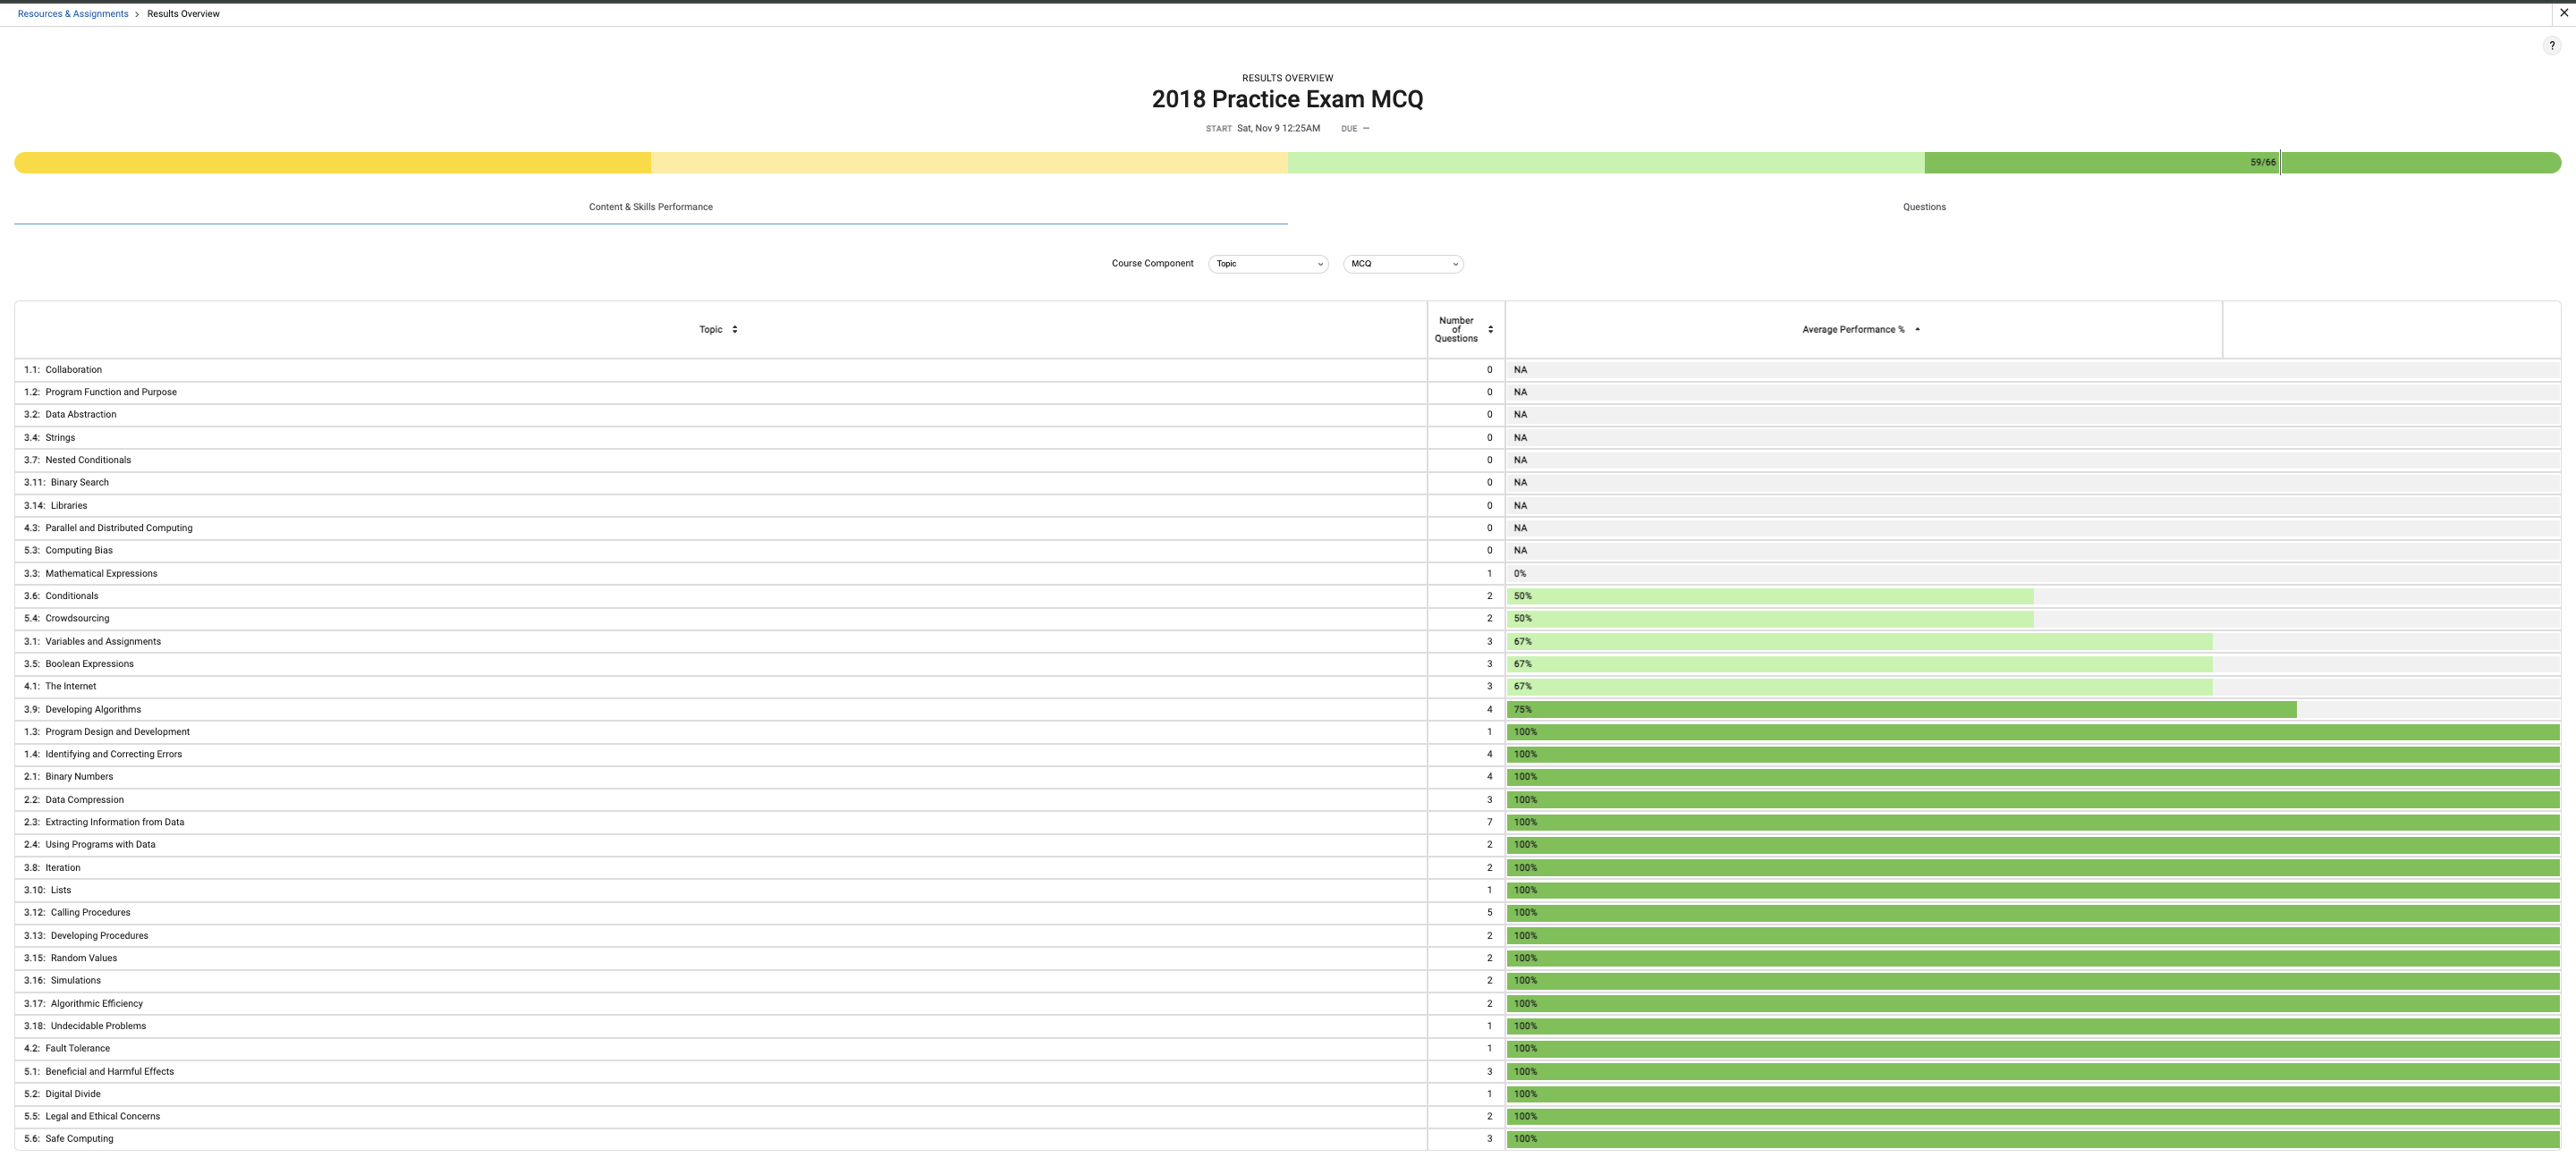 Resources & Assignments > Results Overview
×
?
RESULTS OVERVIEW
2018 Practice Exam MCQ
START Sat, Nov 9 12:25AM DUE —
59/66
Content & Skills Performance Questions
Course Component Topic MCQ
Topic Number of Questions Average Performance %
1.1: Collaboration 0 NA
1.2: Program Function and Purpose 0 NA
3.2: Data Abstraction 0 NA
3.4: Strings 0 NA
3.7: Nested Conditionals 0 NA
3.11: Binary Search 0 NA
3.14: Libraries 0 NA
4.3: Parallel and Distributed Computing 0 NA
5.3: Computing Bias 0 NA
3.3: Mathematical Expressions 1 0%
3.6: Conditionals 2 50%
5.4: Crowdsourcing 2 50%
3.1: Variables and Assignments 3 67%
3.5: Boolean Expressions 3 67%
4.1: The Internet 3 67%
3.9: Developing Algorithms 4 75%
1.3: Program Design and Development 1 100%
1.4: Identifying and Correcting Errors 4 100%
2.1: Binary Numbers 4 100%
2.2: Data Compression 3 100%
2.3: Extracting Information from Data 7 100%
2.4: Using Programs with Data 2 100%
3.8: Iteration 2 100%
3.10: Lists 1 100%
3.12: Calling Procedures 5 100%
3.13: Developing Procedures 2 100%
3.15: Random Values 2 100%
3.16: Simulations 2 100%
3.17: Algorithmic Efficiency 2 100%
3.18: Undecidable Problems 1 100%
4.2: Fault Tolerance 1 100%
5.1: Beneficial and Harmful Effects 3 100%
5.2: Digital Divide 1 100%
5.5: Legal and Ethical Concerns 2 100%
5.6: Safe Computing 3 100%